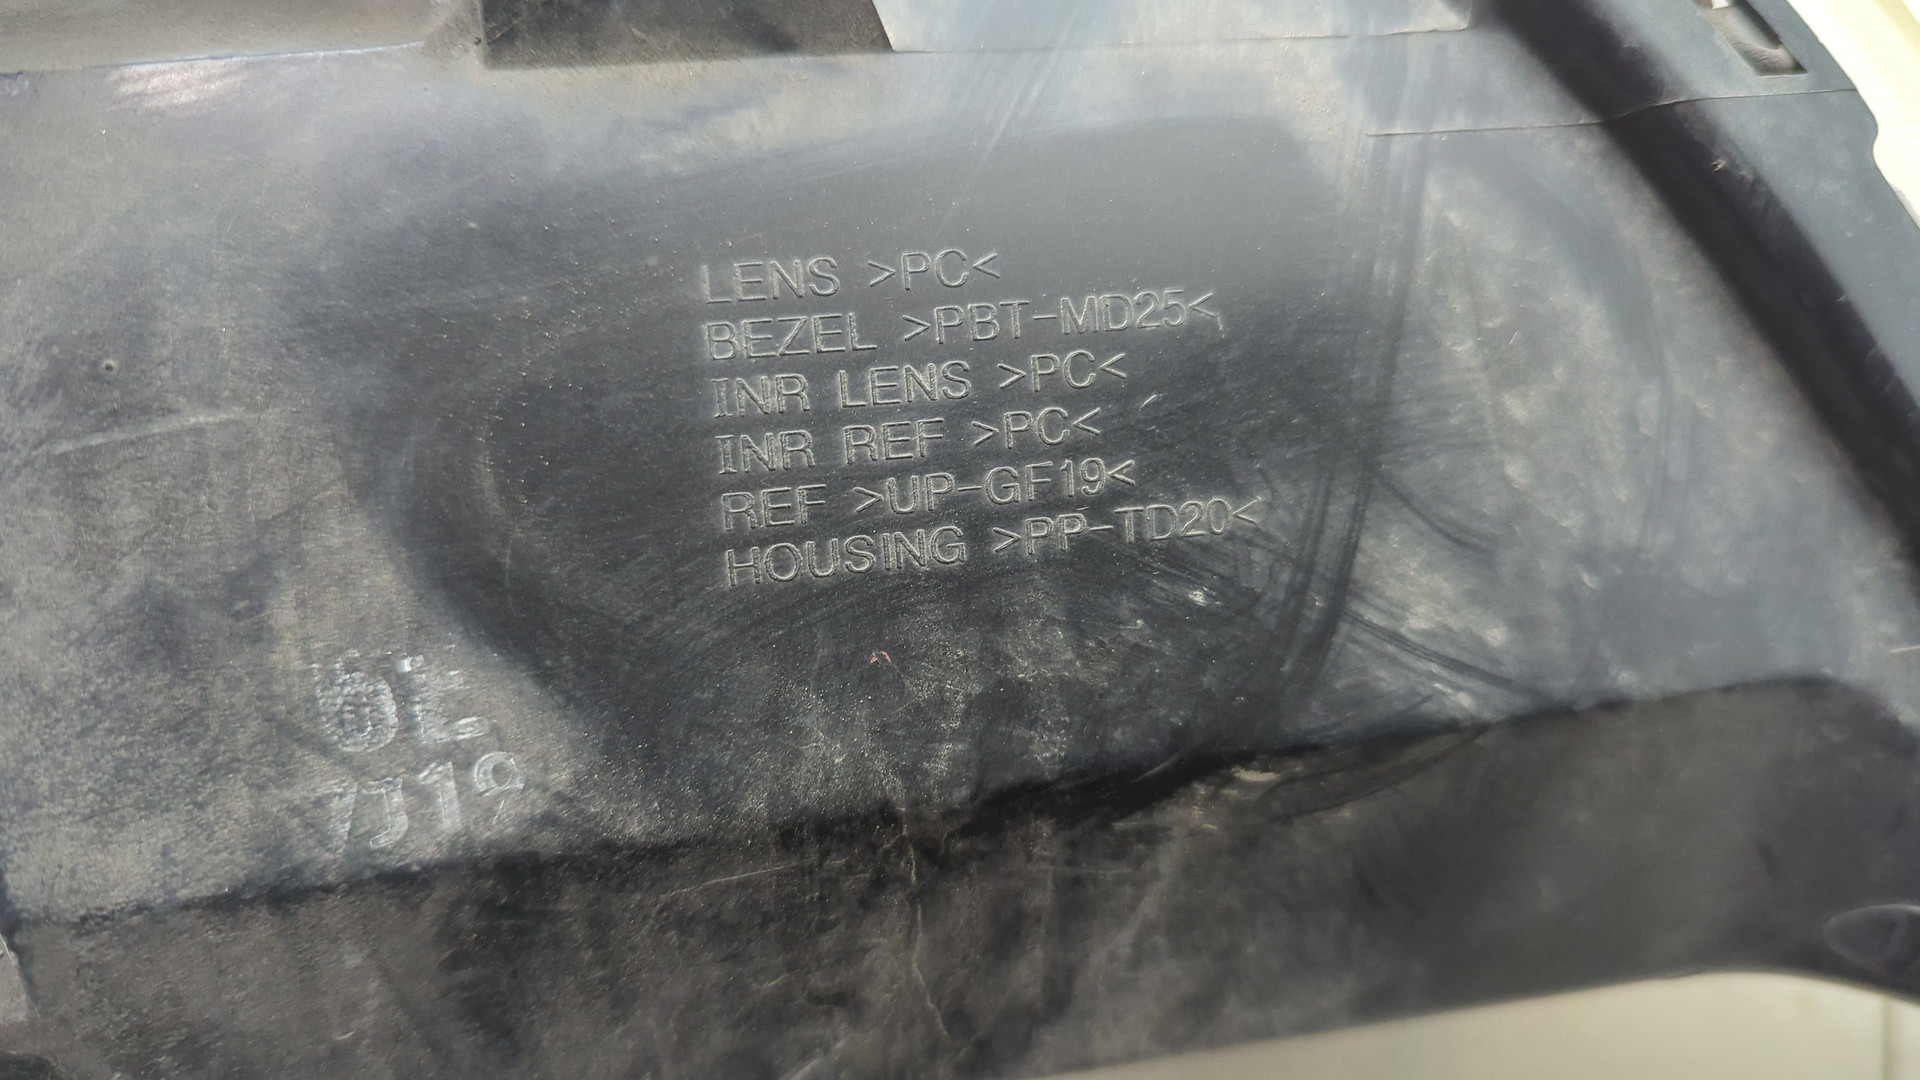 LENS >PC<
BEZEL >PBT-MD25<
INR LENS >PC<
INR REF >PC<
REF >UP-GF19<
HOUSING >PP-TD20<